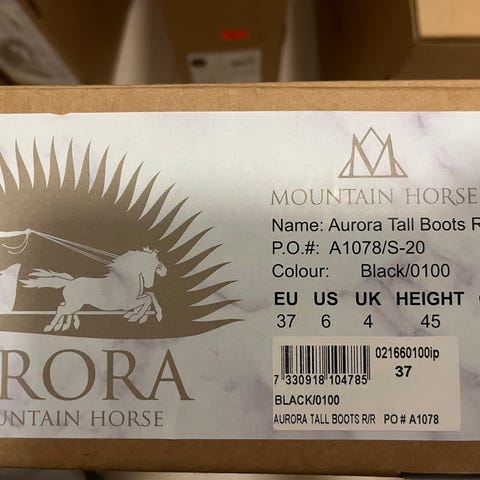 MOUNTAIN HORSE
Name: Aurora Tall Boots R
P.O.#: A1078/S-20
Colour: Black/0100
EU US UK HEIGHT
37 6 4 45
021660100ip
37
7 330918 104785
BLACK/0100
AURORA TALL BOOTS R/R PO # A1078
RORA
UNTAIN HORSE